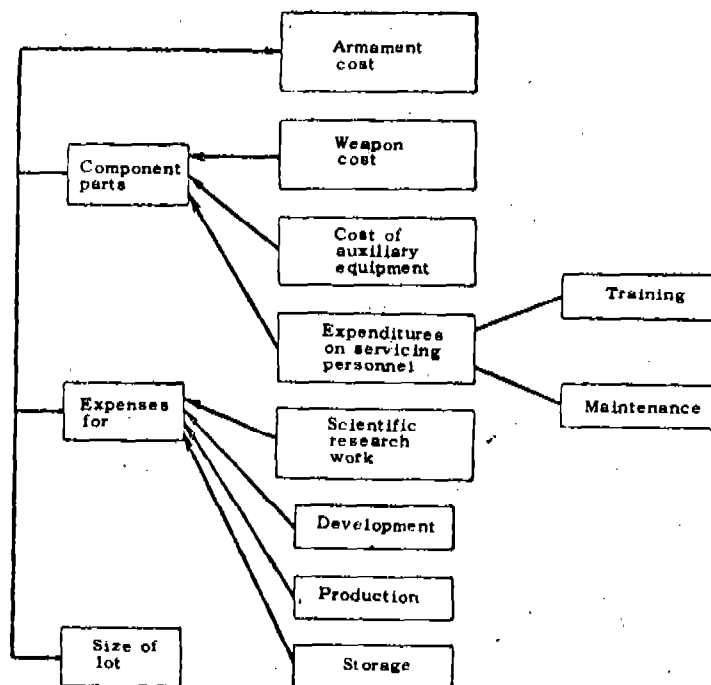 Armament
cost
Weapon
cost
Component
parts
Cost of
auxiliary
equipment
Training
Expenditures
on servicing
personnel
Expenses
for
Maintenance
Scientific
research
work
Development
Production
Size of
lot
Storage